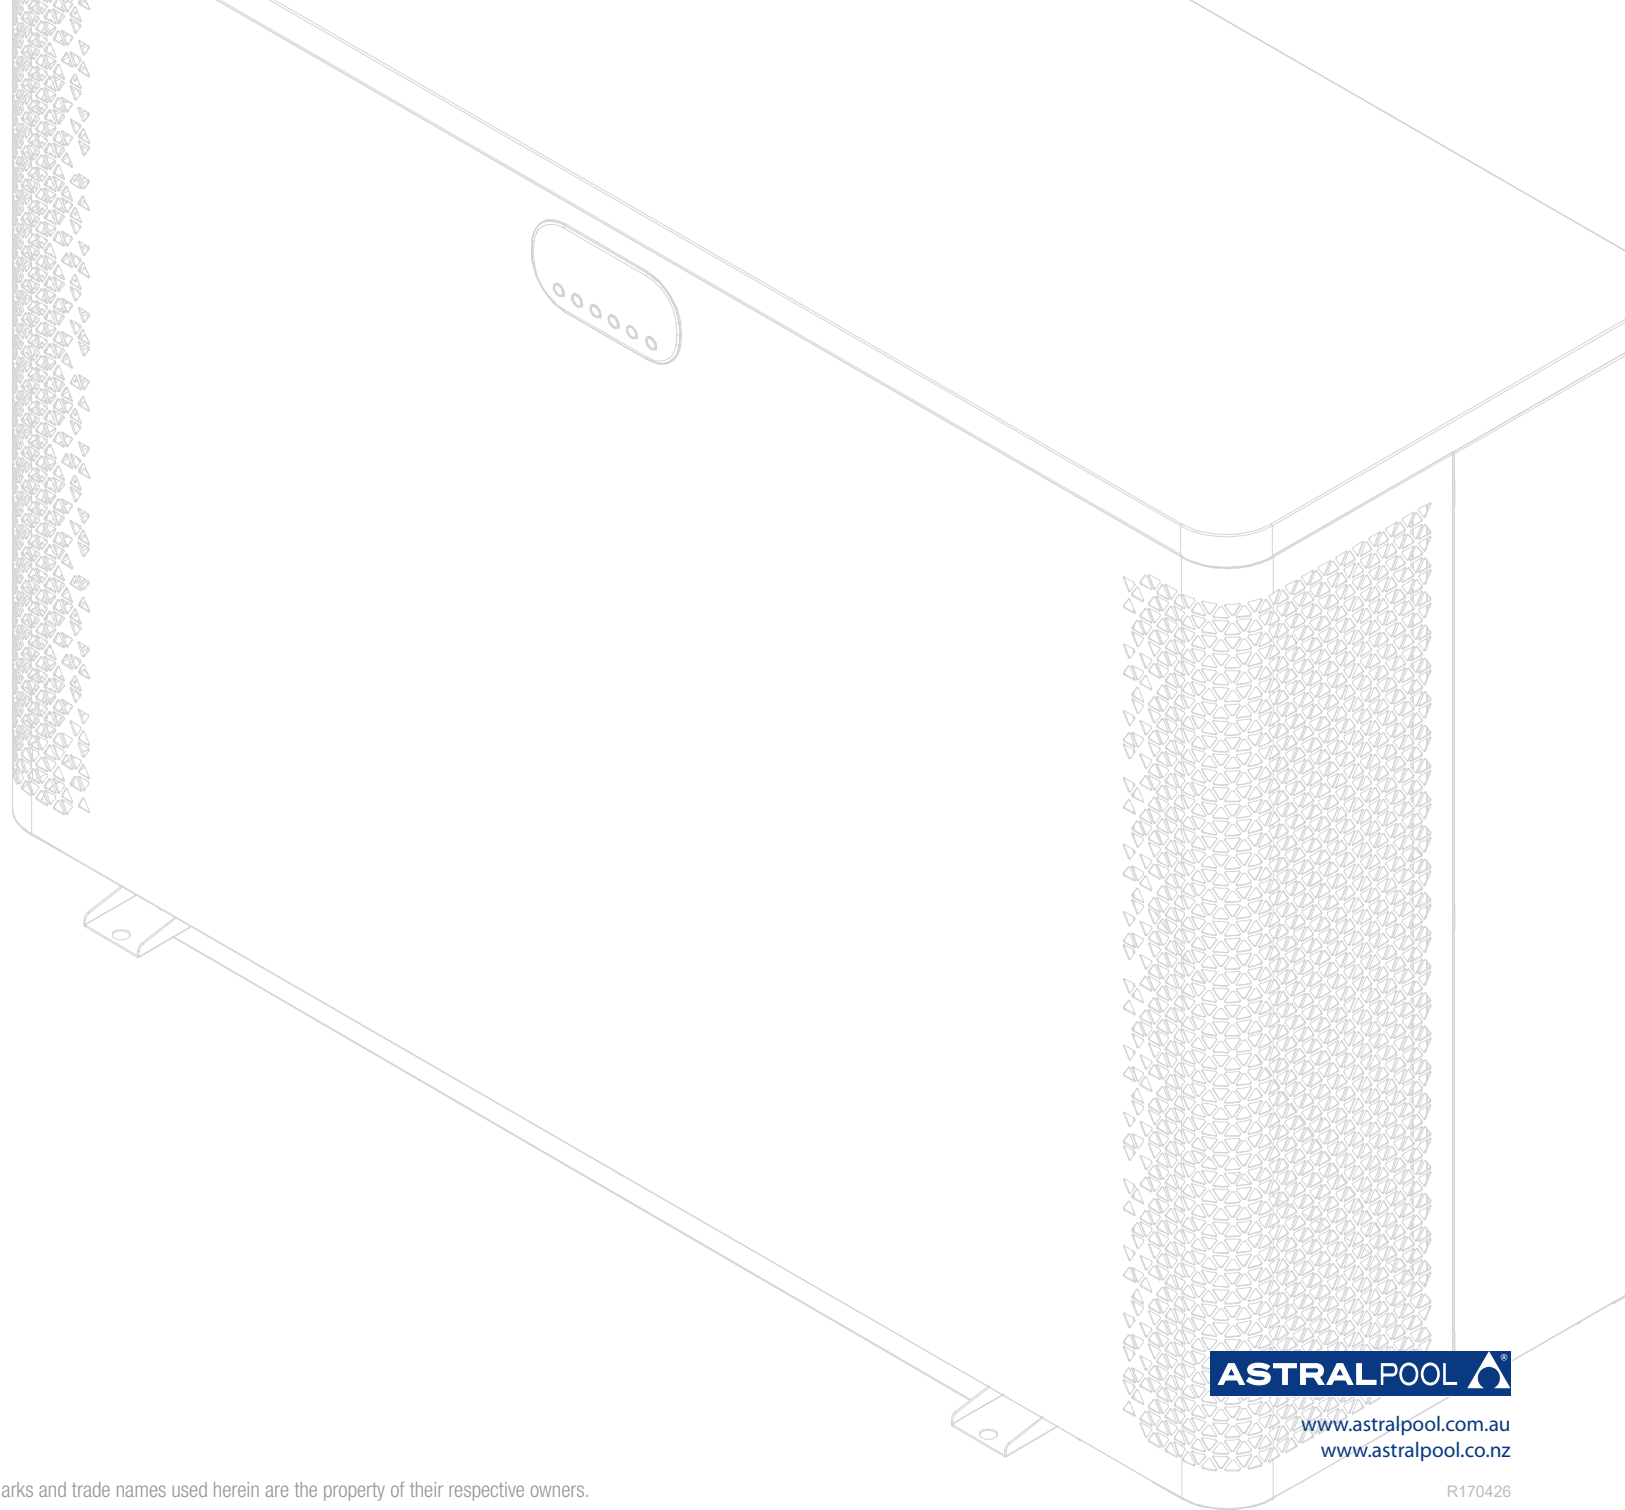 ASTRALPOOL ®
www.astralpool.com.au
www.astralpool.co.nz
arks and trade names used herein are the property of their respective owners.
R170426